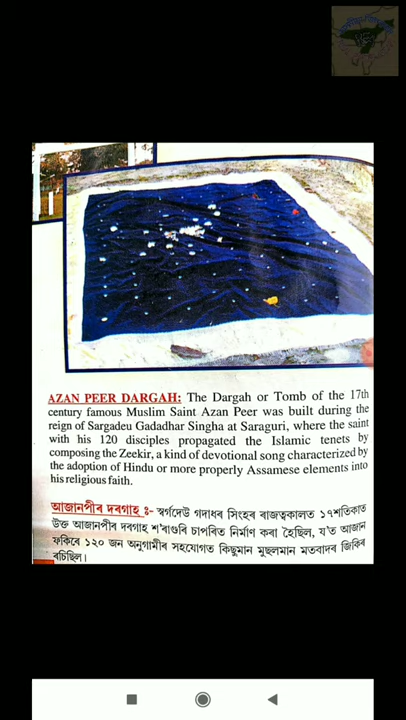 AZAN PEER DARGAH: The Dargah or Tomb of the 17th
century famous Muslim Saint Azan Peer was built during the
reign of Sargadeu Gadadhar Singha at Saraguri, where the saint
with his 120 disciples propagated the Islamic tenets by
composing the Zeekir, a kind of devotional song characterized by
the adoption of Hindu or more properly Assamese elements into
his religious faith.
আজানপীৰ দৰগাহ ঃ- স্বৰ্গদেউ গদাধৰ সিংহৰ ৰাজত্বকালত ১৭শতিকাত
উক্ত আজানপীৰ দৰগাহ শ'ৰাগুৰি চাপৰিত নিৰ্মাণ কৰা হৈছিল, য'ত আজান
ফকিৰে ১২০ জন অনুগামীৰ সহযোগত কিছুমান মুছলমান মতবাদৰ জিকিৰ
ৰচিছিল।